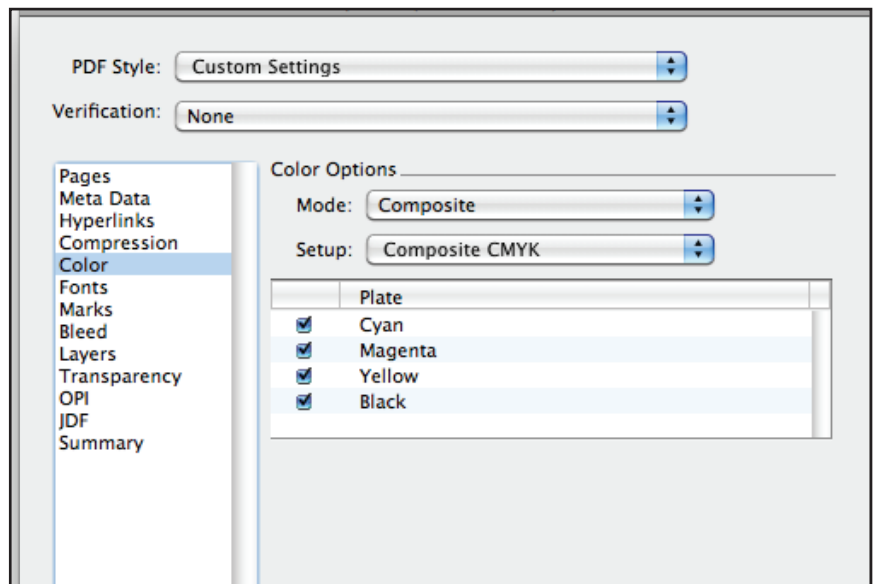 PDF Style: Custom Settings
Verification: None
Pages
Meta Data
Hyperlinks
Compression
Color
Fonts
Marks
Bleed
Layers
Transparency
OPI
JDF
Summary
Color Options
Mode: Composite
Setup: Composite CMYK
Plate
Cyan
Magenta
Yellow
Black